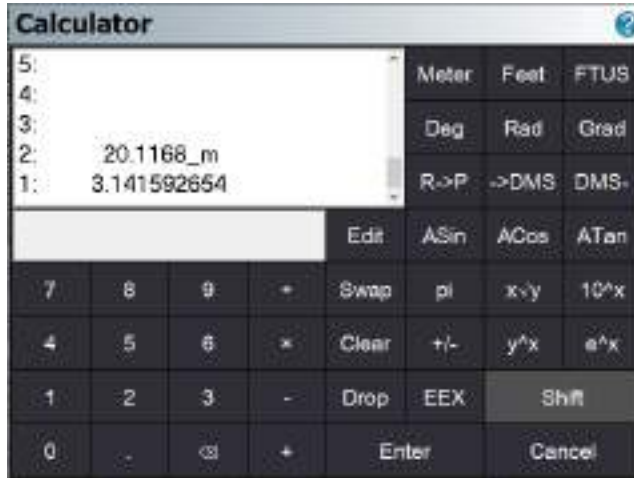 Calculator
5:
4:
3:
2: 20.1168_m
1: 3.141592654
Meter Feet FTUS
Deg Rad Grad
R->P ->DMS DMS-
Edit ASin ACos ATan
7 8 9 ÷ Swap pi x√y 10^x
4 5 6 × Clear +/- y^x e^x
1 2 3 - Drop EEX Shift
0 . ⌫ + Enter Cancel